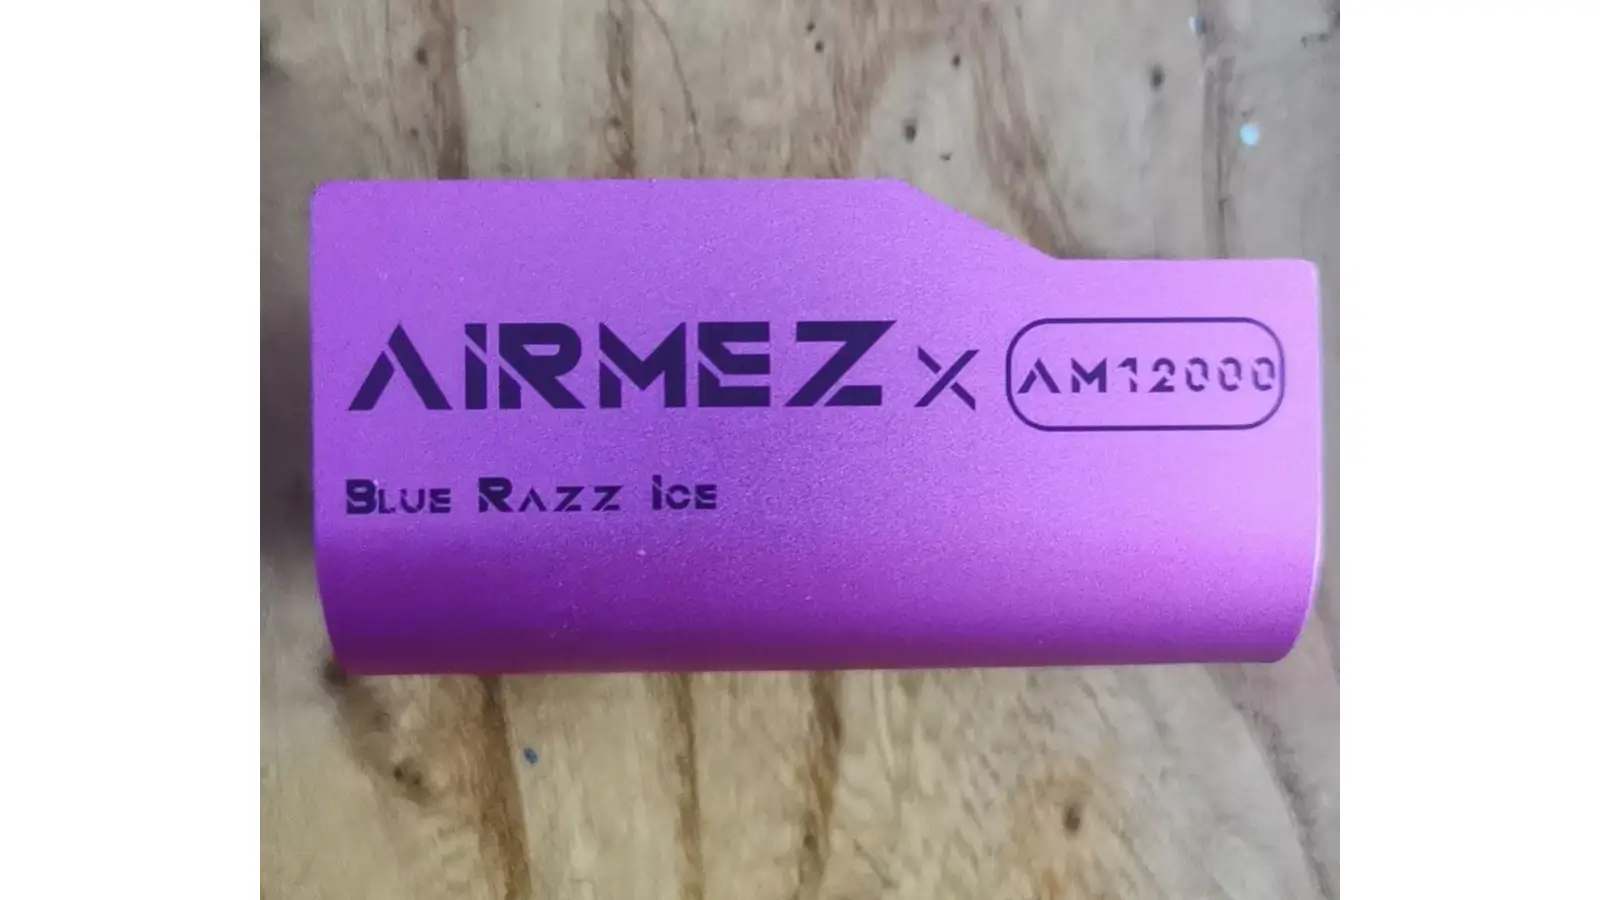 AIRMEZ X AM12000
BLUE RAZZ ICE